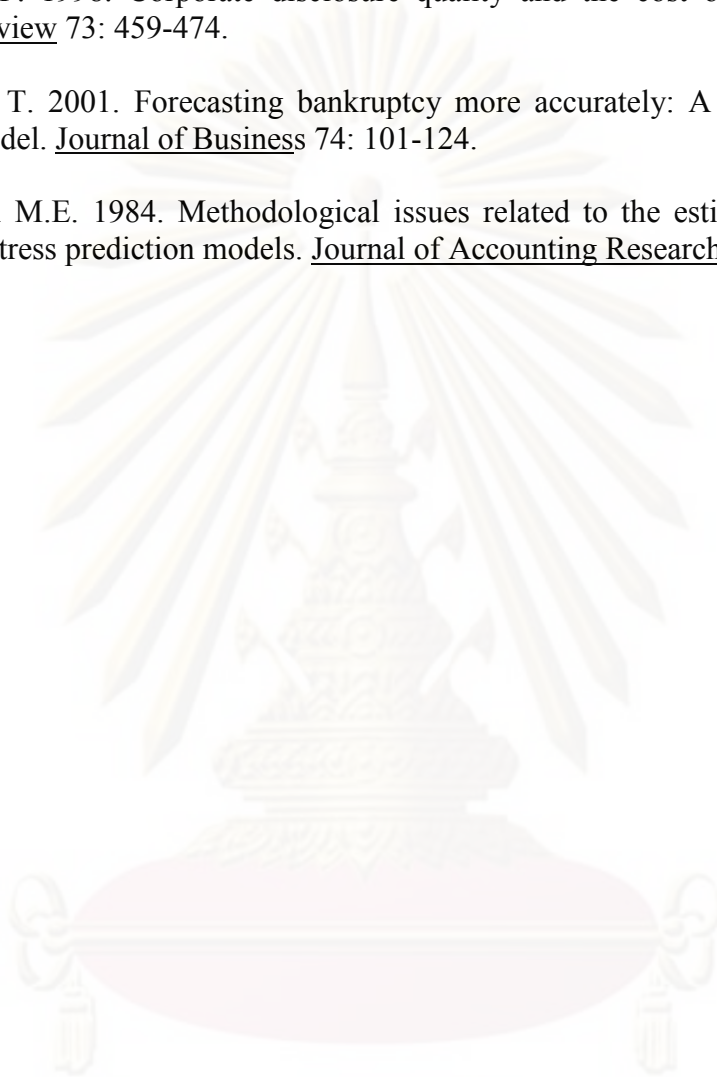 1998. Corporate disclosure quality and the cost o
view 73: 459-474.
T. 2001. Forecasting bankruptcy more accurately: A
del. Journal of Business 74: 101-124.
M.E. 1984. Methodological issues related to the esti
tress prediction models. Journal of Accounting Research